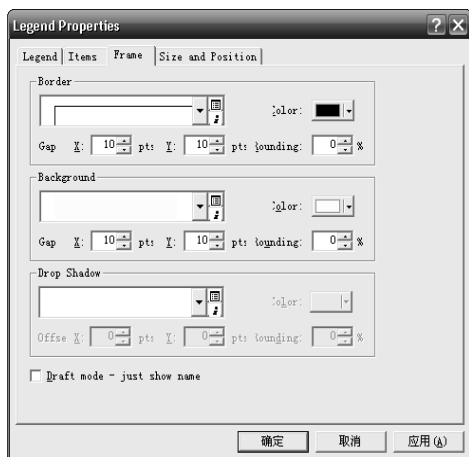 Legend Properties
Legend Items Frame Size and Position
Border
Color:
Gap X: 10 pts Y: 10 pts Rounding: 0 %
Background
Color:
Gap X: 10 pts Y: 10 pts Rounding: 0 %
Drop Shadow
Color:
Offse X: 0 pts Y: 0 pts Rounding: 0 %
Draft mode - just show name
确定 取消 应用(A)